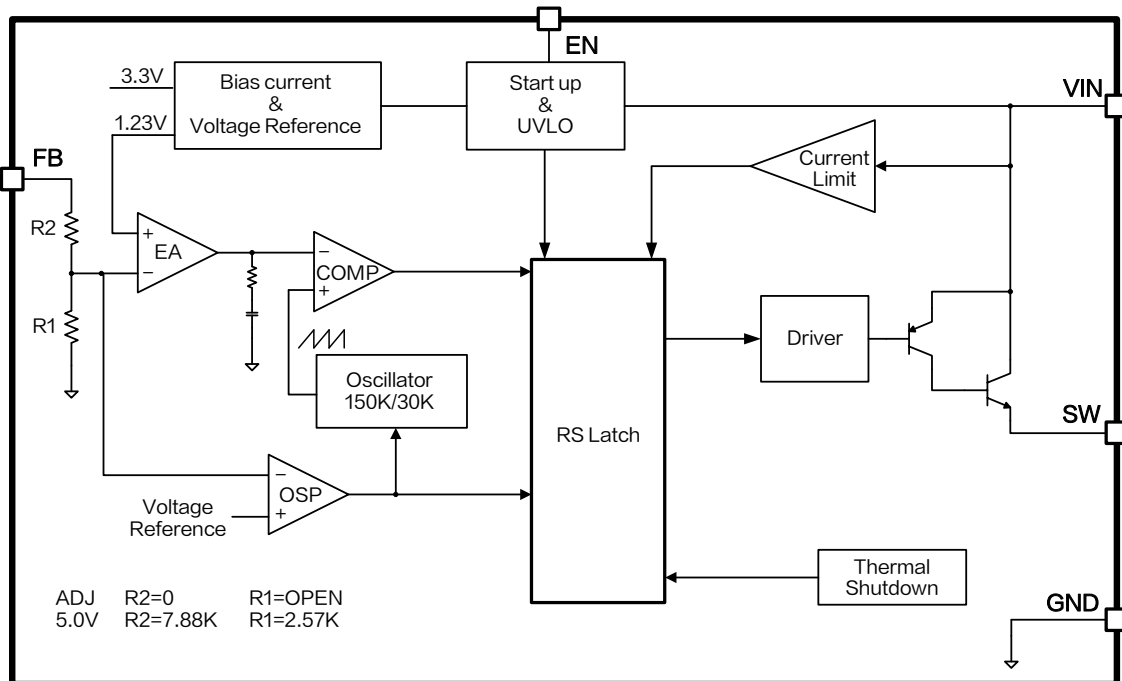 EN
3.3V
Bias current
&
Voltage Reference
1.23V
Start up
&
UVLO
VIN
FB
Current
Limit
R2
+
EA
−
−
COMP
+
R1
Oscillator
150K/30K
Driver
RS Latch
SW
−
OSP
+
Voltage
Reference
Thermal
Shutdown
ADJ R2=0 R1=OPEN
5.0V R2=7.88K R1=2.57K
GND